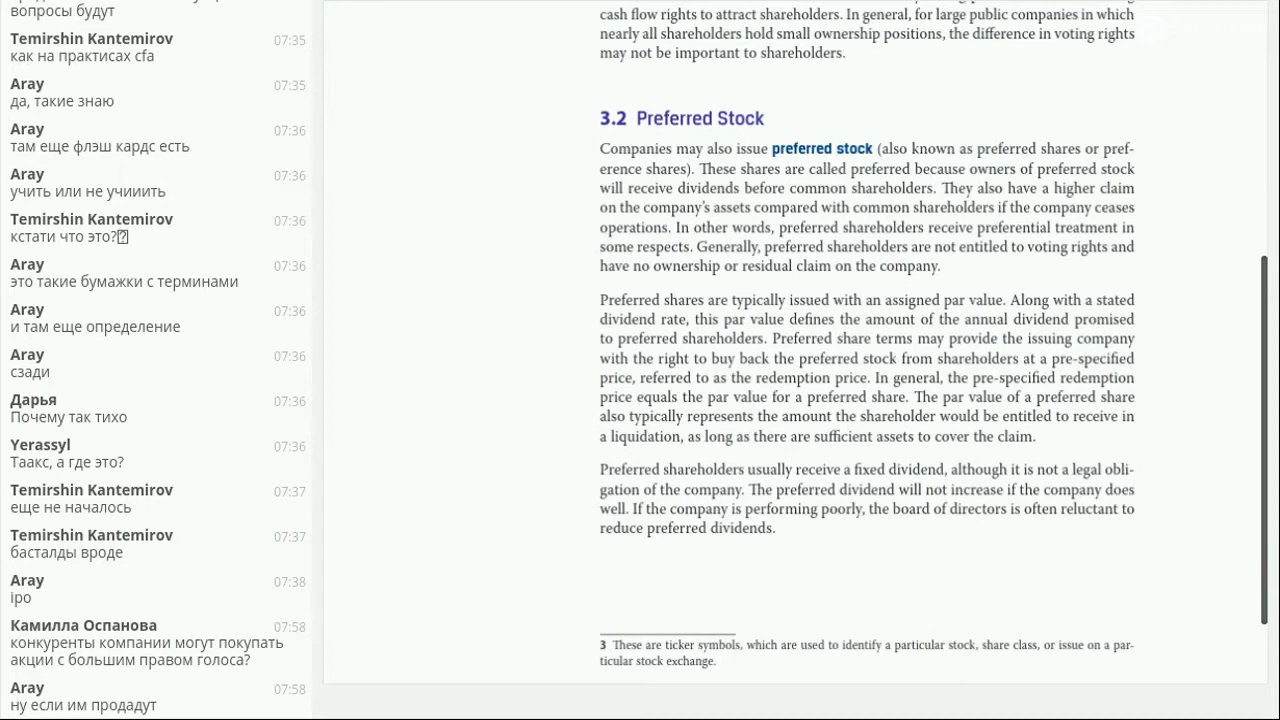 вопросы будут
Temirshin Kantemirov 07:35
как на практисах cfa
Aray 07:35
да, такие знаю
Aray 07:36
там еще флэш кардс есть
Aray 07:36
учить или не учииить
Temirshin Kantemirov 07:36
кстати что это?
Aray 07:36
это такие бумажки с терминами
Aray 07:36
и там еще определение
Aray 07:36
сзади
Дарья 07:36
Почему так тихо
Yerassyl 07:36
Таакс, а где это?
Temirshin Kantemirov 07:37
еще не началось
Temirshin Kantemirov 07:37
басталды вроде
Aray 07:38
ipo
Камилла Оспанова 07:58
конкуренты компании могут покупать
акции с большим правом голоса?
Aray 07:58
ну если им продадут
cash flow rights to attract shareholders. In general, for large public companies in which
nearly all shareholders hold small ownership positions, the difference in voting rights
may not be important to shareholders.
3.2 Preferred Stock
Companies may also issue preferred stock (also known as preferred shares or pref-
erence shares). These shares are called preferred because owners of preferred stock
will receive dividends before common shareholders. They also have a higher claim
on the company's assets compared with common shareholders if the company ceases
operations. In other words, preferred shareholders receive preferential treatment in
some respects. Generally, preferred shareholders are not entitled to voting rights and
have no ownership or residual claim on the company.
Preferred shares are typically issued with an assigned par value. Along with a stated
dividend rate, this par value defines the amount of the annual dividend promised
to preferred shareholders. Preferred share terms may provide the issuing company
with the right to buy back the preferred stock from shareholders at a pre-specified
price, referred to as the redemption price. In general, the pre-specified redemption
price equals the par value for a preferred share. The par value of a preferred share
also typically represents the amount the shareholder would be entitled to receive in
a liquidation, as long as there are sufficient assets to cover the claim.
Preferred shareholders usually receive a fixed dividend, although it is not a legal obli-
gation of the company. The preferred dividend will not increase if the company does
well. If the company is performing poorly, the board of directors is often reluctant to
reduce preferred dividends.
3 These are ticker symbols, which are used to identify a particular stock, share class, or issue on a par-
ticular stock exchange.